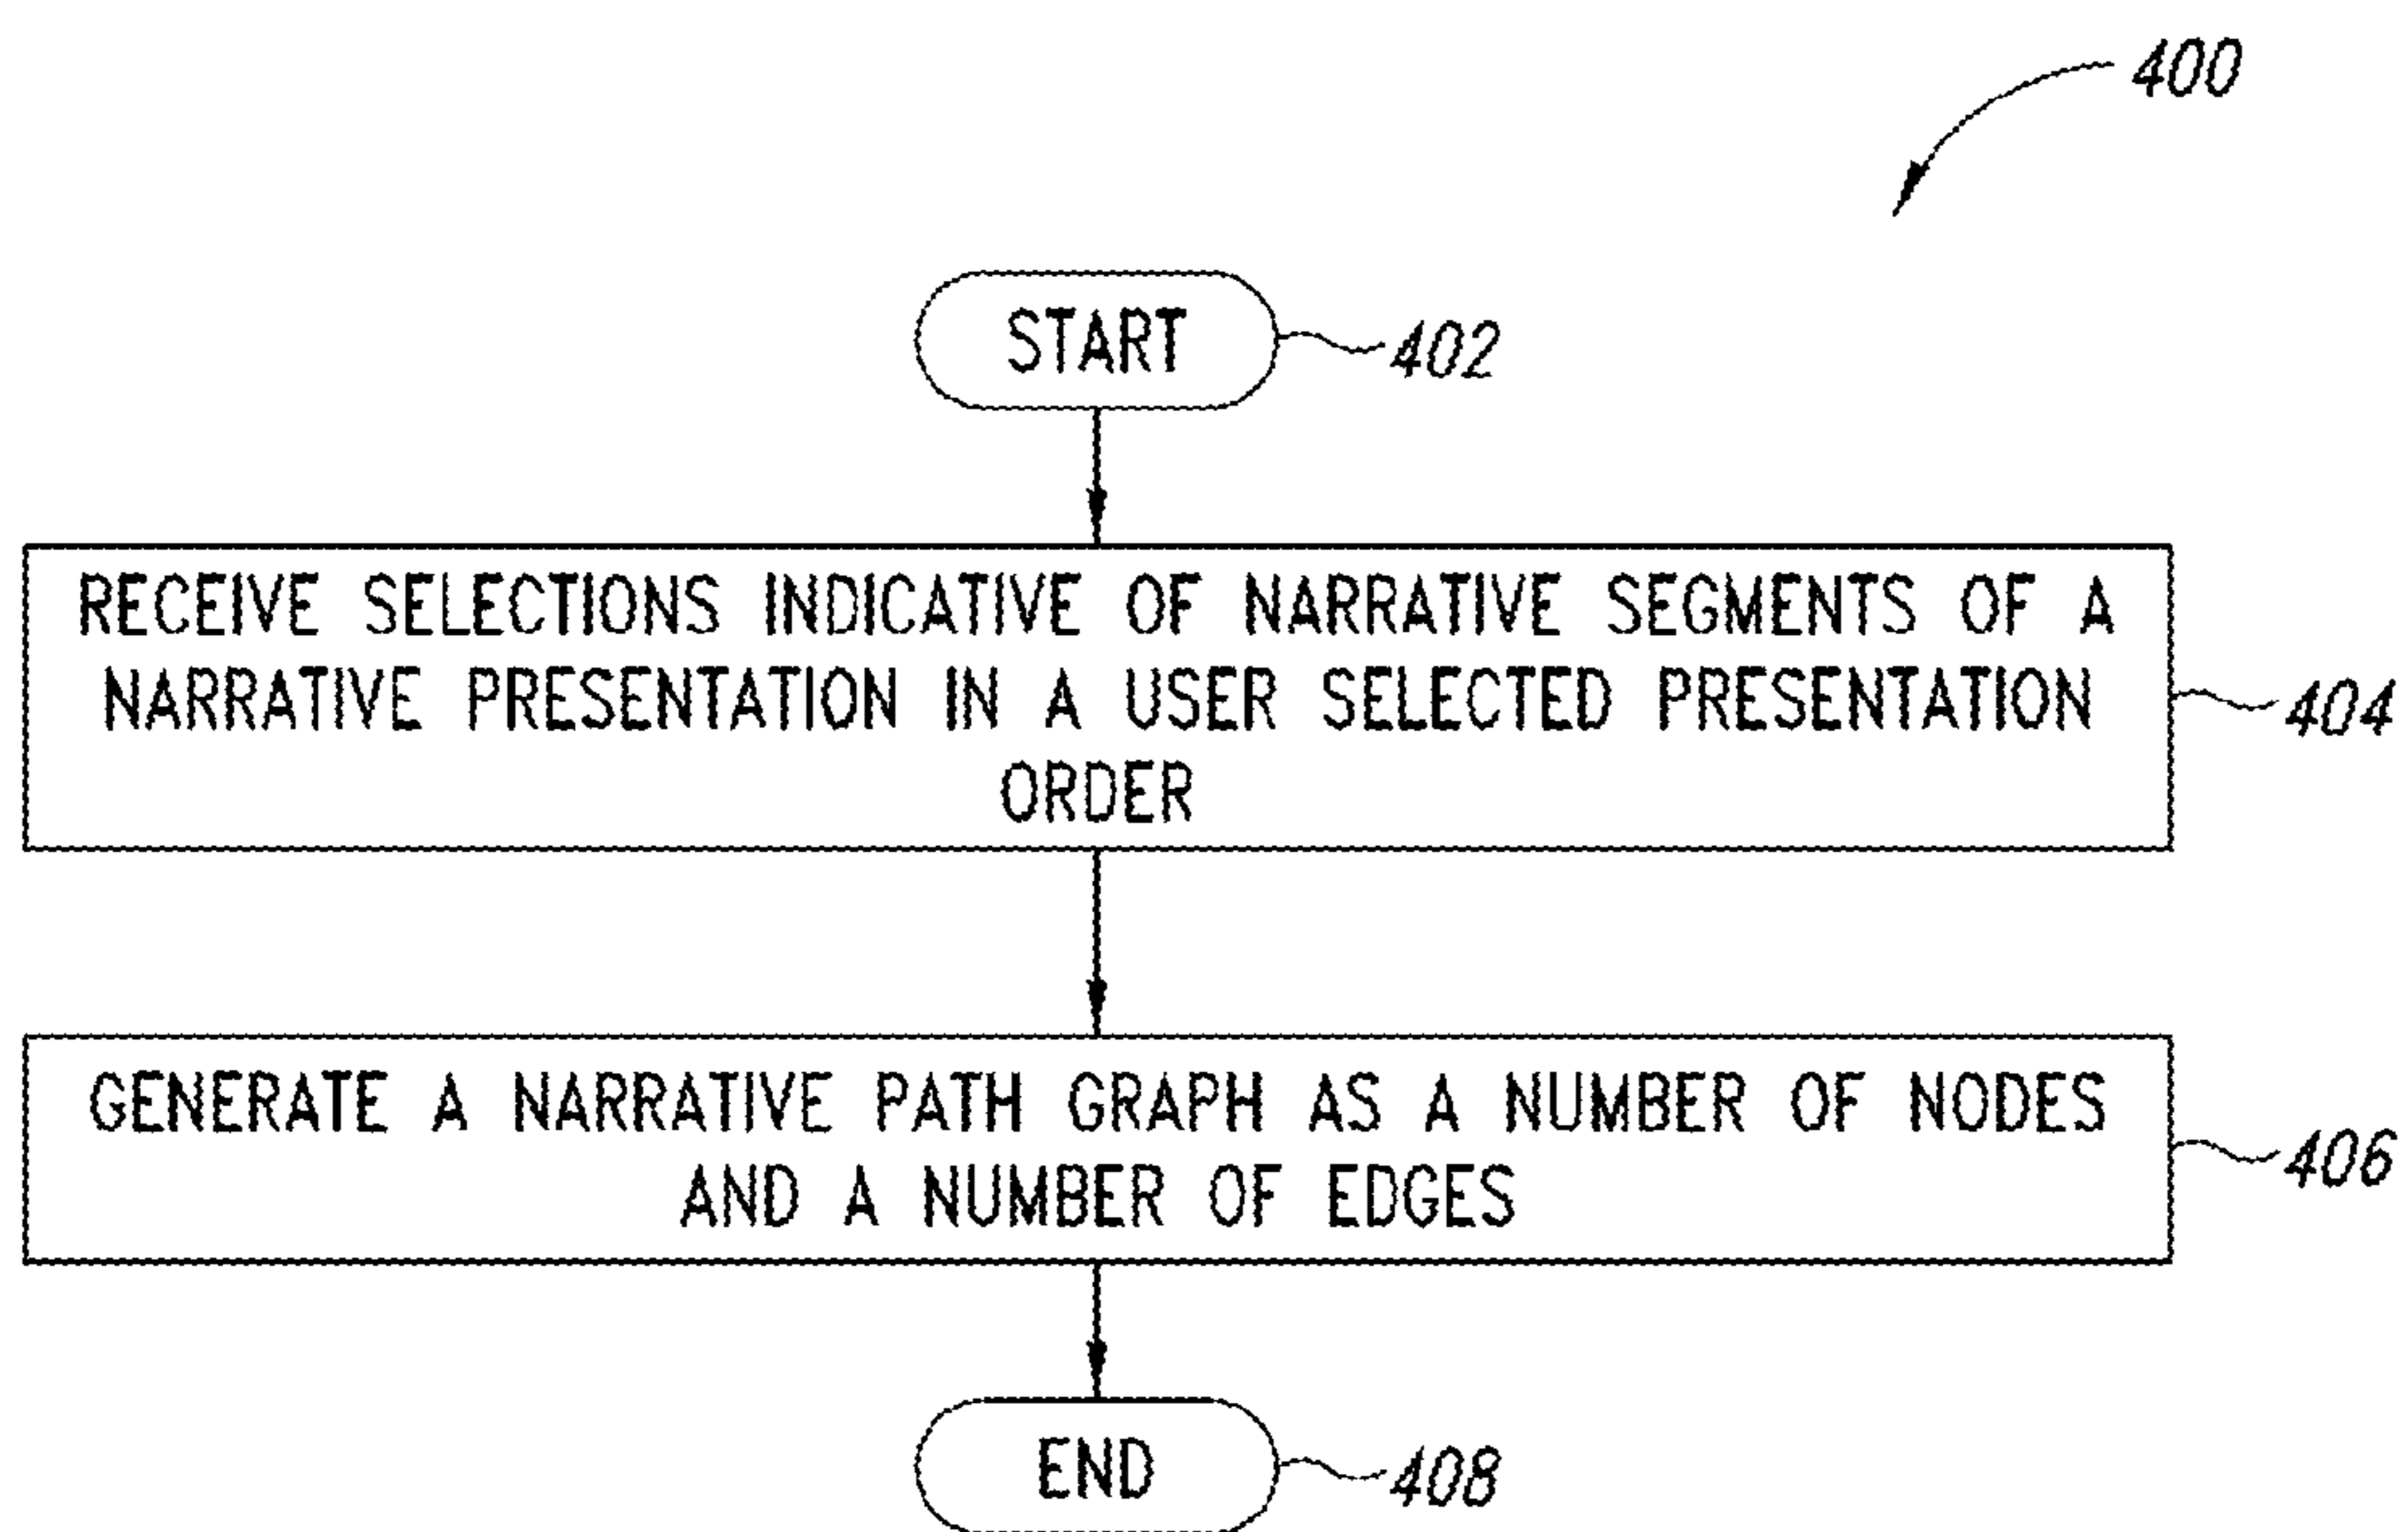 400
START
402
RECEIVE SELECTIONS INDICATIVE OF NARRATIVE SEGMENTS OF A
NARRATIVE PRESENTATION IN A USER SELECTED PRESENTATION
ORDER
404
GENERATE A NARRATIVE PATH GRAPH AS A NUMBER OF NODES
AND A NUMBER OF EDGES
406
END
408